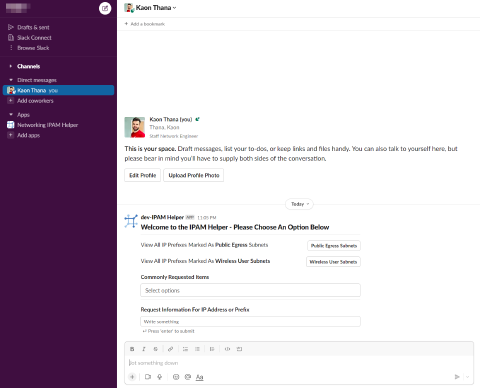 Drafts & sent
Slack Connect
Browse Slack
Channels
Direct messages
Kaon Thana you
Add coworkers
Apps
Networking IPAM Helper
Add apps
Kaon Thana
+ Add a bookmark
Kaon Thana (you)
Thana, Kaon
Staff Network Engineer
This is your space. Draft messages, list your to-dos, or keep links and files handy. You can also talk to yourself here, but
please bear in mind you'll have to supply both sides of the conversation.
Edit Profile
Upload Profile Photo
Today
dev-IPAM Helper APP 11:05 PM
Welcome to the IPAM Helper - Please Choose An Option Below
View All IP Prefixes Marked As Public Egress Subnets
Public Egress Subnets
View All IP Prefixes Marked As Wireless User Subnets
Wireless User Subnets
Commonly Requested Items
Select options
Request Information For IP Address or Prefix
Write something
Press 'enter' to submit
Jot something down